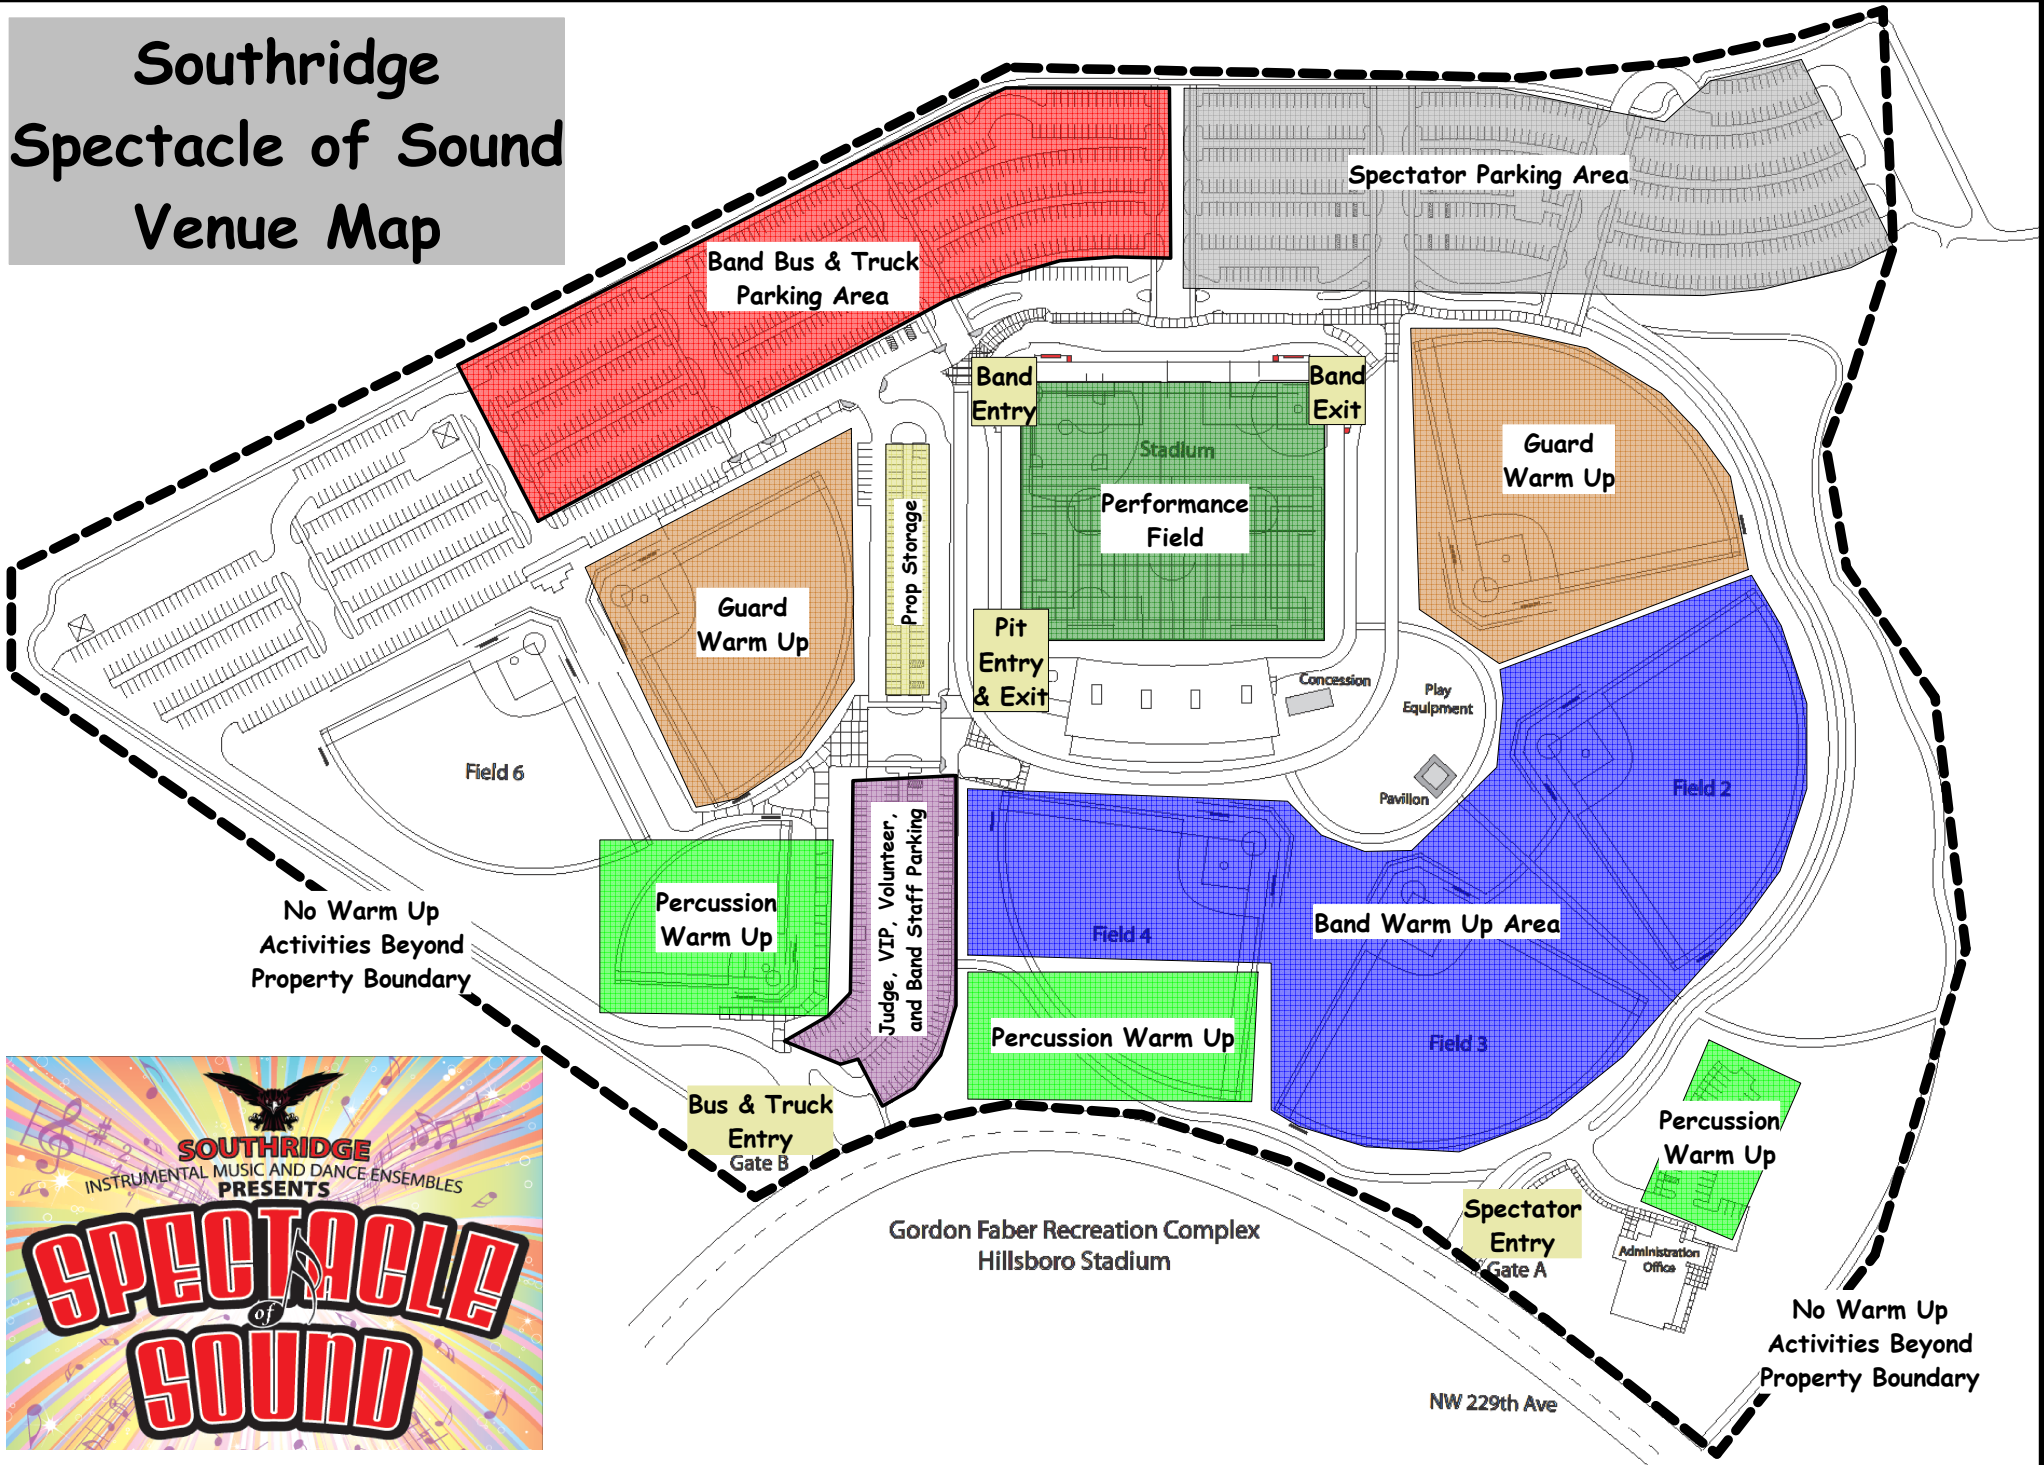 Southridge
Spectacle of Sound
Venue Map
Spectator Parking Area
Band Bus & Truck
Parking Area
Band
Entry
Band
Exit
Stadium
Performance
Field
Guard
Warm Up
Prop Storage
Guard
Warm Up
Pit
Entry
& Exit
Concession
Play
Equipment
Pavilion
Field 6
Field 2
Judge, VIP, Volunteer,
and Band Staff Parking
No Warm Up
Activities Beyond
Property Boundary
Percussion
Warm Up
Field 4
Band Warm Up Area
Percussion Warm Up
Field 3
Percussion
Warm Up
Bus & Truck
Entry
Gate B
Spectator
Entry
Gate A
Administration
Office
Gordon Faber Recreation Complex
Hillsboro Stadium
No Warm Up
Activities Beyond
Property Boundary
NW 229th Ave
SOUTHRIDGE
INSTRUMENTAL MUSIC AND DANCE ENSEMBLES
PRESENTS
SPECTACLE
of
SOUND